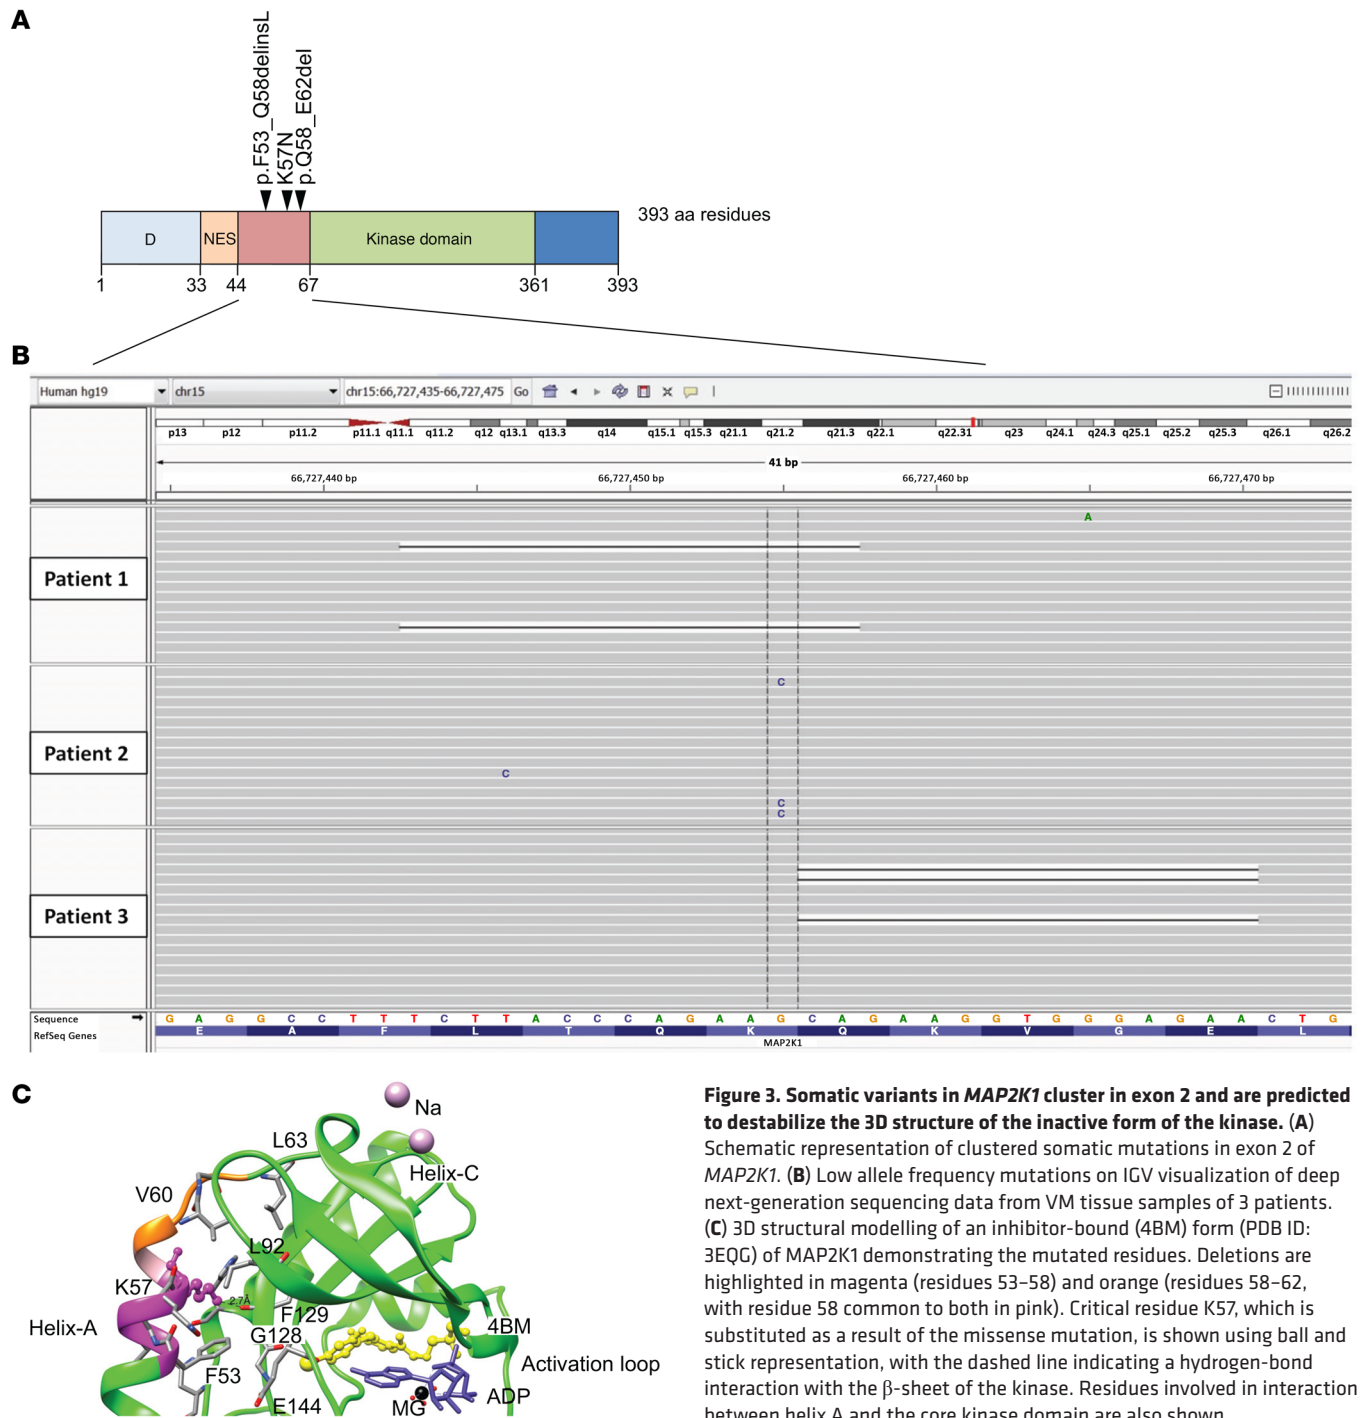 A
p.F53_Q58delinsL
K57N
p.Q58_E62del
D
NES
Kinase domain
393 aa residues
1 33 44 67 361 393
B
Human hg19 chr15 chr15:66,727,435-66,727,475 Go
p13 p12 p11.2 p11.1 q11.1 q11.2 q12 q13.1 q13.3 q14 q15.1 q15.3 q21.1 q21.2 q21.3 q22.1 q22.31 q23 q24.1 q24.3 q25.1 q25.2 q25.3 q26.1 q26.2
41 bp
66,727,440 bp 66,727,450 bp 66,727,460 bp 66,727,470 bp
A
Patient 1
C
Patient 2
C
C
C
Patient 3
Sequence G A G G C C T T T C T T A C C C A G A A G C A G A A G G T G G G A G A A C T G
RefSeq Genes E A F L T Q K Q K V G E L
MAP2K1
C
Na
L63
Helix-C
V60
L92
K57
2.7Å
F129
Helix-A
G128
4BM
Activation loop
F53
ADP
E144
MG
Figure 3. Somatic variants in MAP2K1 cluster in exon 2 and are predicted
to destabilize the 3D structure of the inactive form of the kinase. (A)
Schematic representation of clustered somatic mutations in exon 2 of
MAP2K1. (B) Low allele frequency mutations on IGV visualization of deep
next-generation sequencing data from VM tissue samples of 3 patients.
(C) 3D structural modelling of an inhibitor-bound (4BM) form (PDB ID:
3EQG) of MAP2K1 demonstrating the mutated residues. Deletions are
highlighted in magenta (residues 53–58) and orange (residues 58–62,
with residue 58 common to both in pink). Critical residue K57, which is
substituted as a result of the missense mutation, is shown using ball and
stick representation, with the dashed line indicating a hydrogen-bond
interaction with the β-sheet of the kinase. Residues involved in interaction
between helix A and the core kinase domain are also shown.